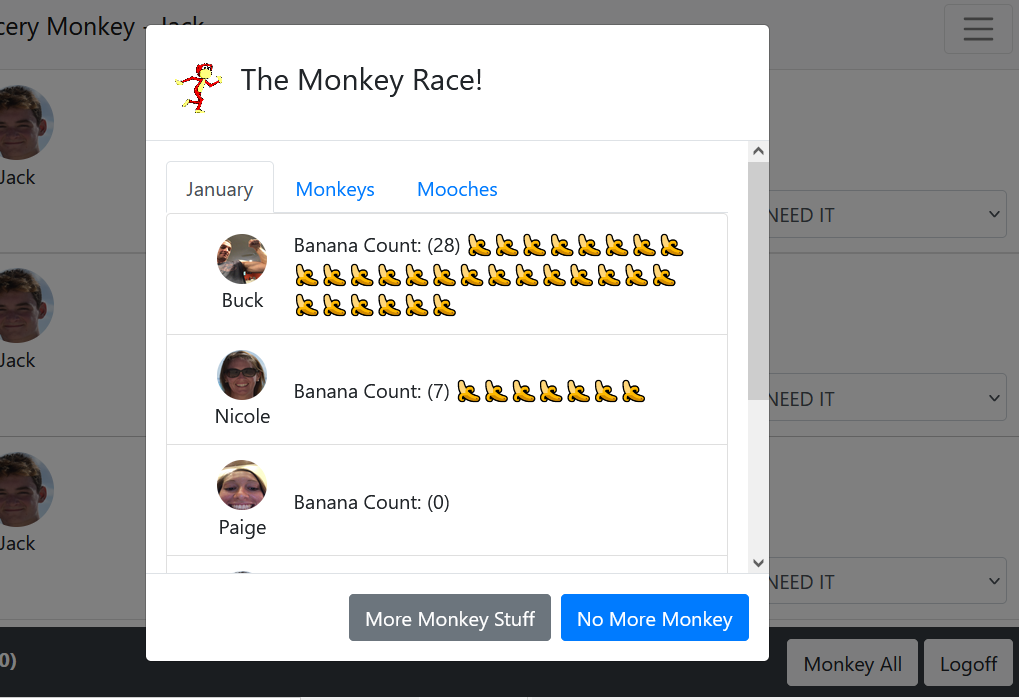 cery Monkey - Jack
The Monkey Race!
Jack
January Monkeys Mooches
NEED IT
Banana Count: (28)
Buck
Jack
Banana Count: (7)
NEED IT
Nicole
Banana Count: (0)
Paige
Jack
NEED IT
More Monkey Stuff No More Monkey
0)
Monkey All Logoff